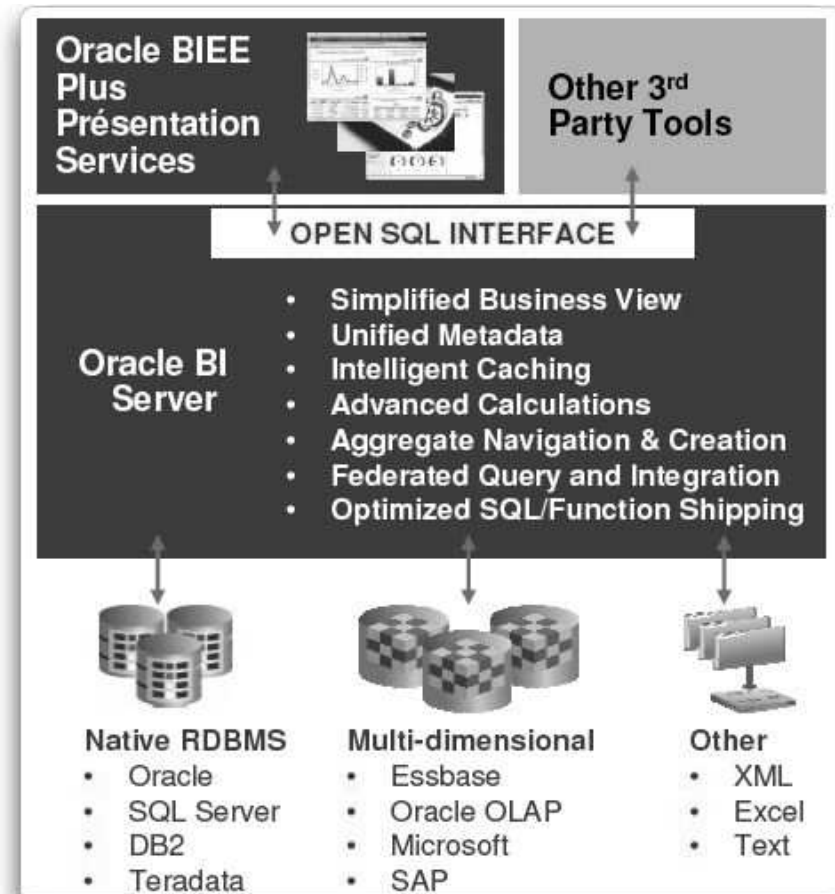 Oracle BIEE
Plus
Présentation
Services
Other 3rd
Party Tools
OPEN SQL INTERFACE
Oracle BI
Server
• Simplified Business View
• Unified Metadata
• Intelligent Caching
• Advanced Calculations
• Aggregate Navigation & Creation
• Federated Query and Integration
• Optimized SQL/Function Shipping
Native RDBMS
• Oracle
• SQL Server
• DB2
• Teradata
Multi-dimensional
• Essbase
• Oracle OLAP
• Microsoft
• SAP
Other
• XML
• Excel
• Text